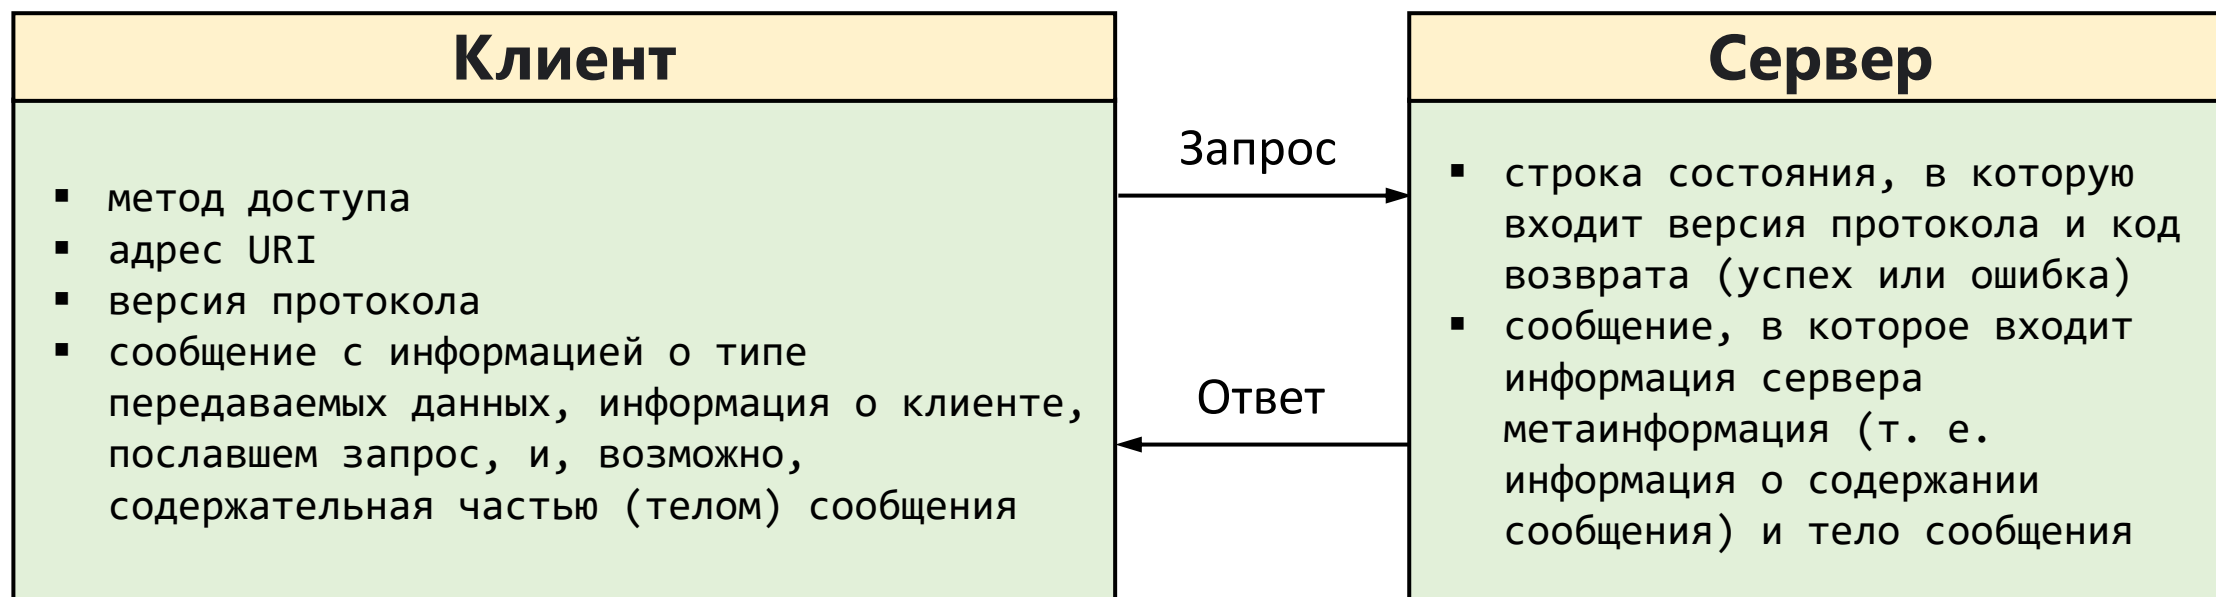 Клиент
▪ метод доступа
▪ адрес URI
▪ версия протокола
▪ сообщение с информацией о типе
передаваемых данных, информация о клиенте,
пославшем запрос, и, возможно,
содержательная частью (телом) сообщения
Запрос
Ответ
Сервер
▪ строка состояния, в которую
входит версия протокола и код
возврата (успех или ошибка)
▪ сообщение, в которое входит
информация сервера
метаинформация (т. е.
информация о содержании
сообщения) и тело сообщения